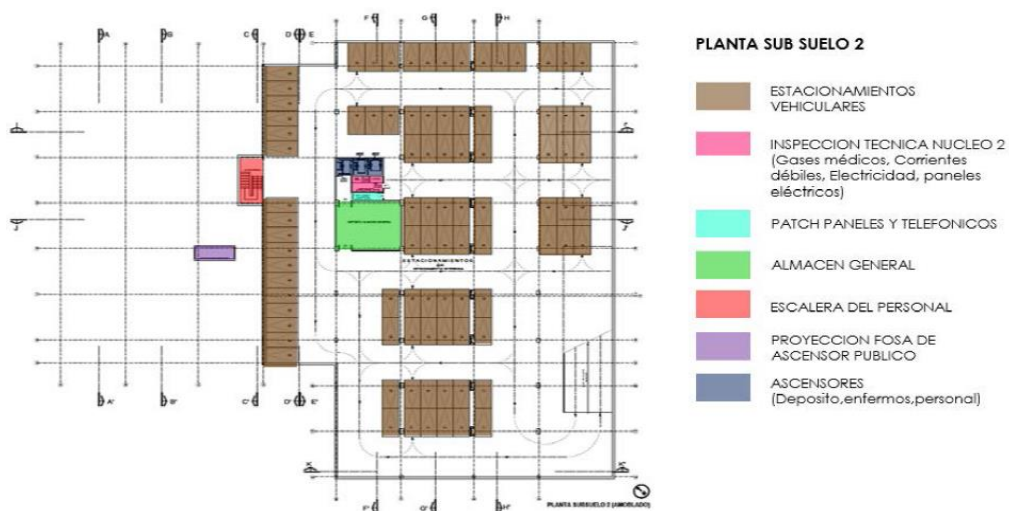 F
G
H
A
B
C
D
E
PLANTA SUB SUELO 2
ESTACIONAMIENTOS
VEHICULARES
INSPECCION TECNICA NUCLEO 2
(Gases médicos, Corrientes
débiles, Electricidad, paneles
eléctricos)
PATCH PANELES Y TELEFONICOS
ALMACEN GENERAL
ESCALERA DEL PERSONAL
PROYECCION FOSA DE
ASCENSOR PUBLICO
ASCENSORES
(Deposito,enfermos,personal)
ESTACIONAMIENTOS
A'
B'
C'
D'
E'
K
K'
F'
G'
H'
PLANTA SUBSUELO 2 (AMOBLADO)